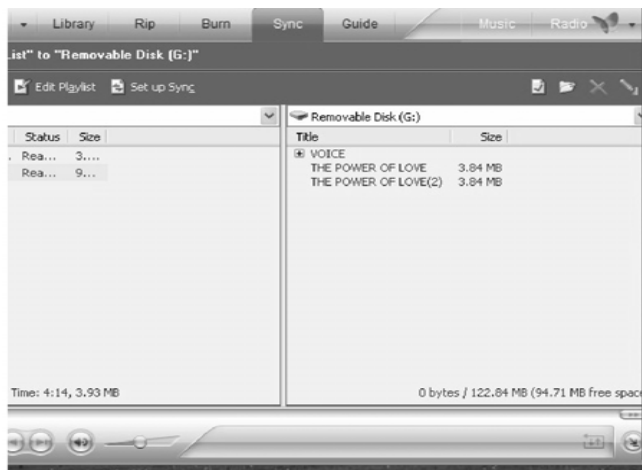 Library Rip Burn Sync Guide Music Radio
List" to "Removable Disk (G:)"
Edit Playlist Set up Sync
Removable Disk (G:)
Status Size Title Size
Rea... 3.... VOICE
Rea... 9... THE POWER OF LOVE 3.84 MB
THE POWER OF LOVE(2) 3.84 MB
Time: 4:14, 3.93 MB 0 bytes / 122.84 MB (94.71 MB free space